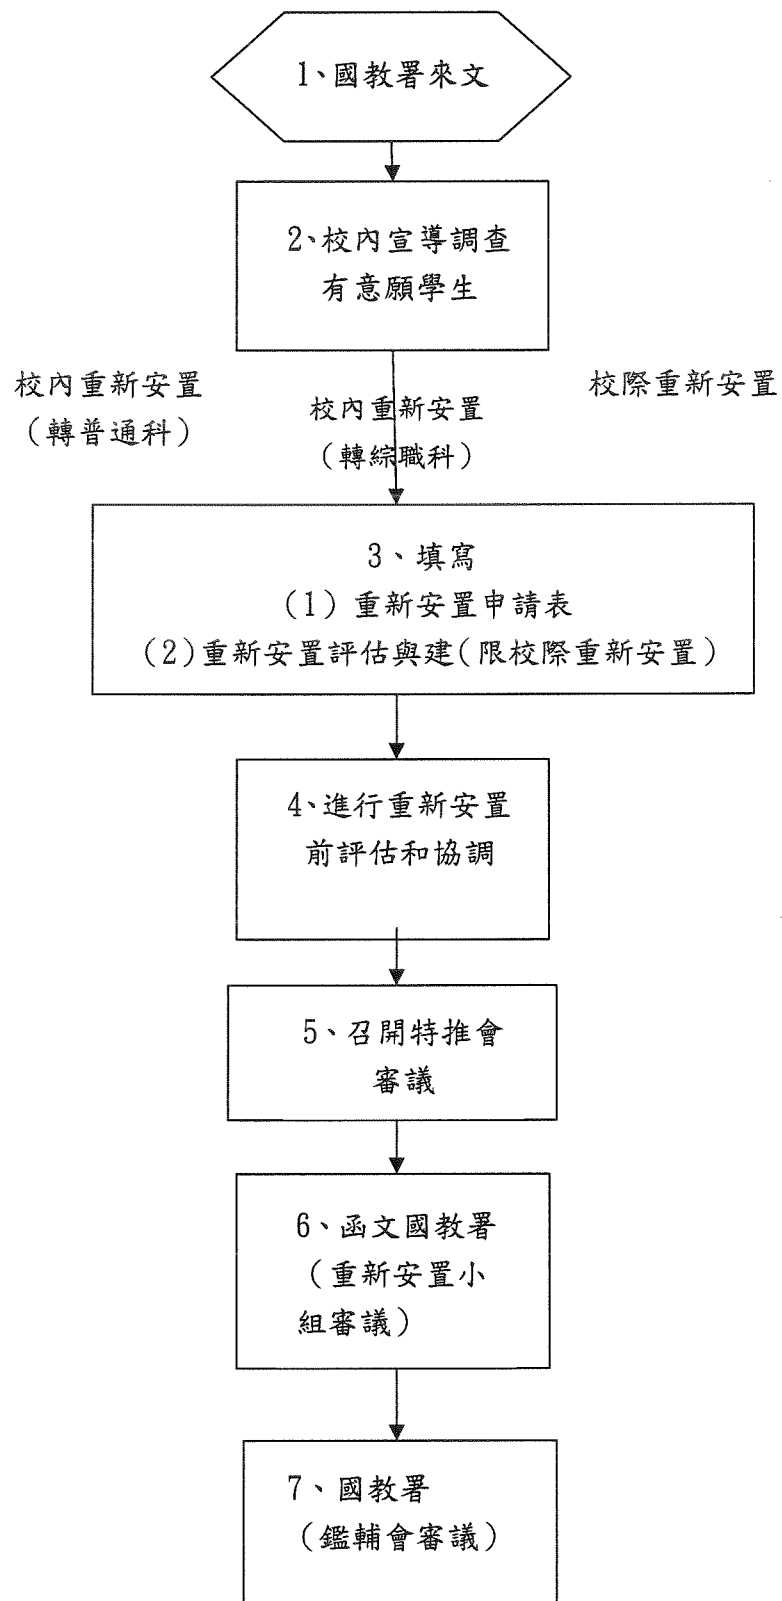 1、國教署來文
2、校內宣導調查
有意願學生
校內重新安置
（轉普通科）
校內重新安置
（轉綜職科）
校際重新安置
3、填寫
(1) 重新安置申請表
(2)重新安置評估與建(限校際重新安置)
4、進行重新安置
前評估和協調
5、召開特推會
審議
6、函文國教署
（重新安置小
組審議）
7、國教署
（鑑輔會審議）